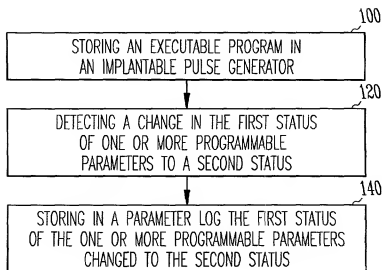 100
STORING AN EXECUTABLE PROGRAM IN
AN IMPLANTABLE PULSE GENERATOR
120
DETECTING A CHANGE IN THE FIRST STATUS
OF ONE OR MORE PROGRAMMABLE
PARAMETERS TO A SECOND STATUS
140
STORING IN A PARAMETER LOG THE FIRST STATUS
OF THE ONE OR MORE PROGRAMMABLE PARAMETERS
CHANGED TO THE SECOND STATUS